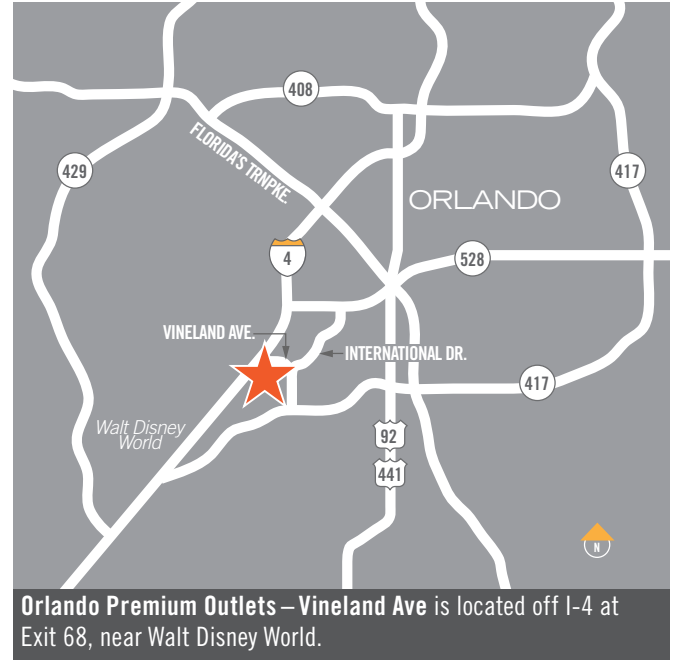 408
FLORIDA'S TRNPKE.
429
417
ORLANDO
4
528
VINELAND AVE.
INTERNATIONAL DR.
417
Walt Disney
World
92
441
N
Orlando Premium Outlets – Vineland Ave is located off I-4 at
Exit 68, near Walt Disney World.